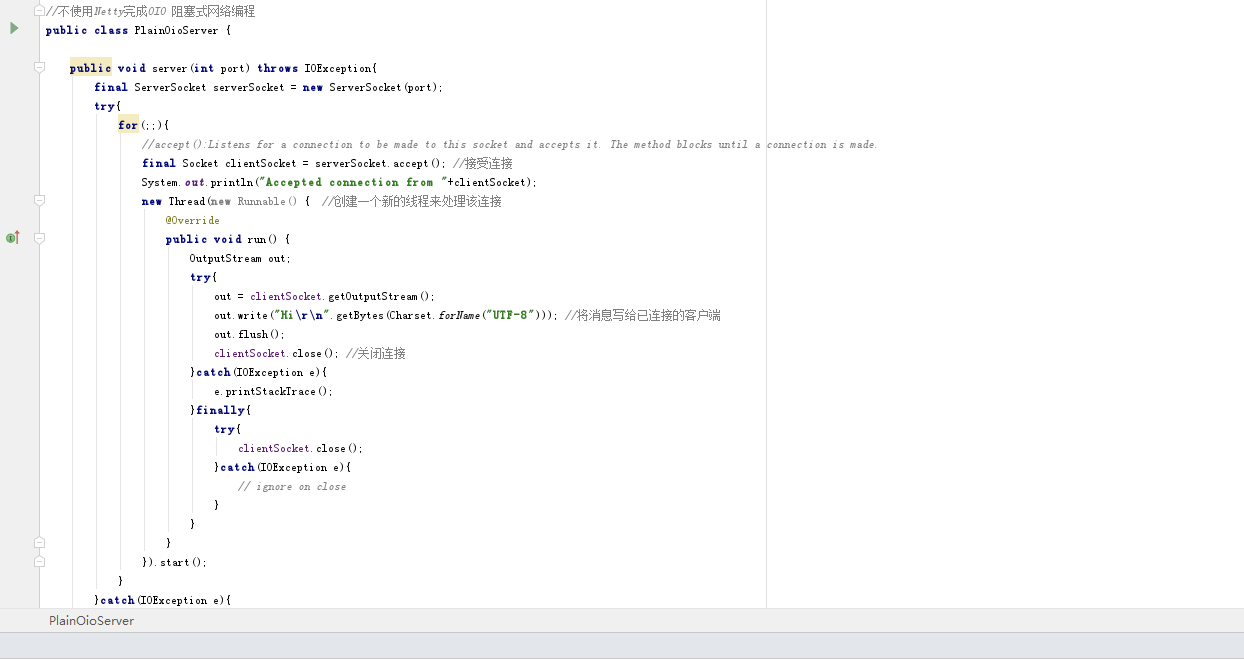 //不使用Netty完成OIO 阻塞式网络编程
public class PlainOioServer {
public void server(int port) throws IOException{
final ServerSocket serverSocket = new ServerSocket(port);
try{
for(;;){
//accept():Listens for a connection to be made to this socket and accepts it. The method blocks until a connection is made.
final Socket clientSocket = serverSocket.accept(); //接受连接
System.out.println("Accepted connection from "+clientSocket);
new Thread(new Runnable() { //创建一个新的线程来处理该连接
@Override
public void run() {
OutputStream out;
try{
out = clientSocket.getOutputStream();
out.write("Hi\r\n".getBytes(Charset.forName("UTF-8"))); //将消息写给已连接的客户端
out.flush();
clientSocket.close(); //关闭连接
}catch(IOException e){
e.printStackTrace();
}finally{
try{
clientSocket.close();
}catch(IOException e){
// ignore on close
}
}
}
}).start();
}
}catch(IOException e){
PlainOioServer